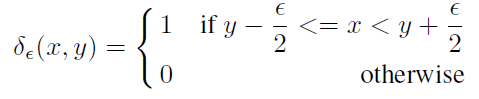 δ_ϵ(x, y) = { 1 if y − ϵ/2 <= x < y + ϵ/2
0 otherwise